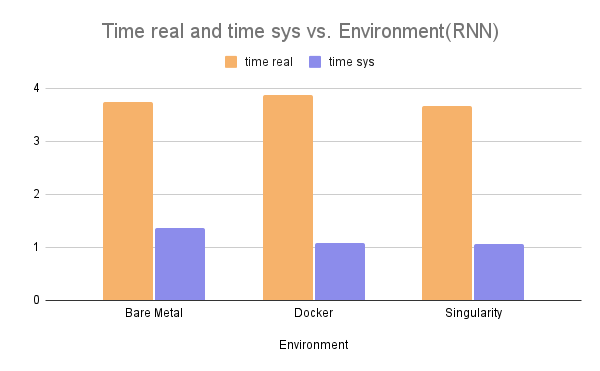 Time real and time sys vs. Environment(RNN)
time real time sys
4
3
2
1
0
Bare Metal Docker Singularity
Environment